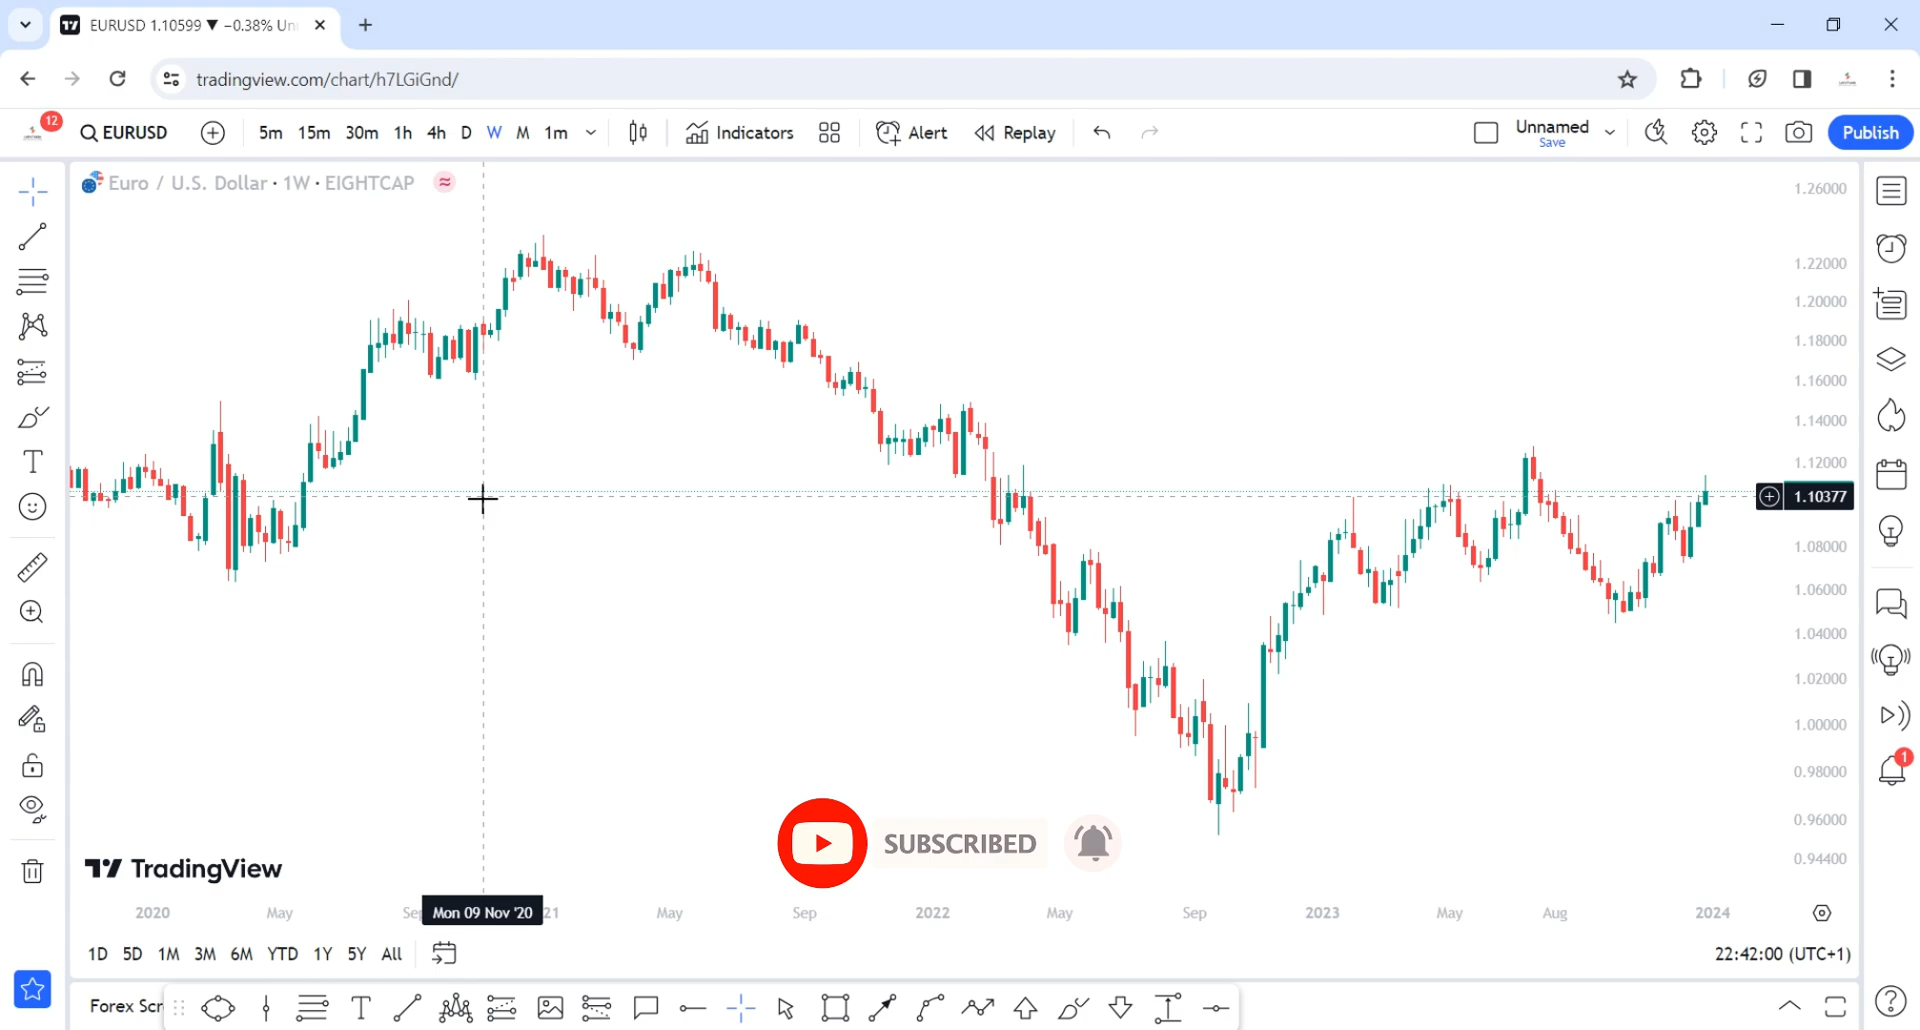 EURUSD 1.10599 ▼ −0.38% Un
tradingview.com/chart/h7LGiGnd/
12
EURUSD
5m 15m 30m 1h 4h D W M 1m
Indicators
Alert
Replay
Unnamed
Save
Publish
Euro / U.S. Dollar · 1W · EIGHTCAP
1.26000
1.22000
1.20000
1.18000
1.16000
1.14000
1.12000
1.10377
1.08000
1.06000
1.04000
1.02000
1.00000
0.98000
0.96000
0.94400
1
SUBSCRIBED
TradingView
2020 May Sep Mon 09 Nov '20 21 May Sep 2022 May Sep 2023 May Aug 2024
1D 5D 1M 3M 6M YTD 1Y 5Y All
22:42:00 (UTC+1)
Forex Scr